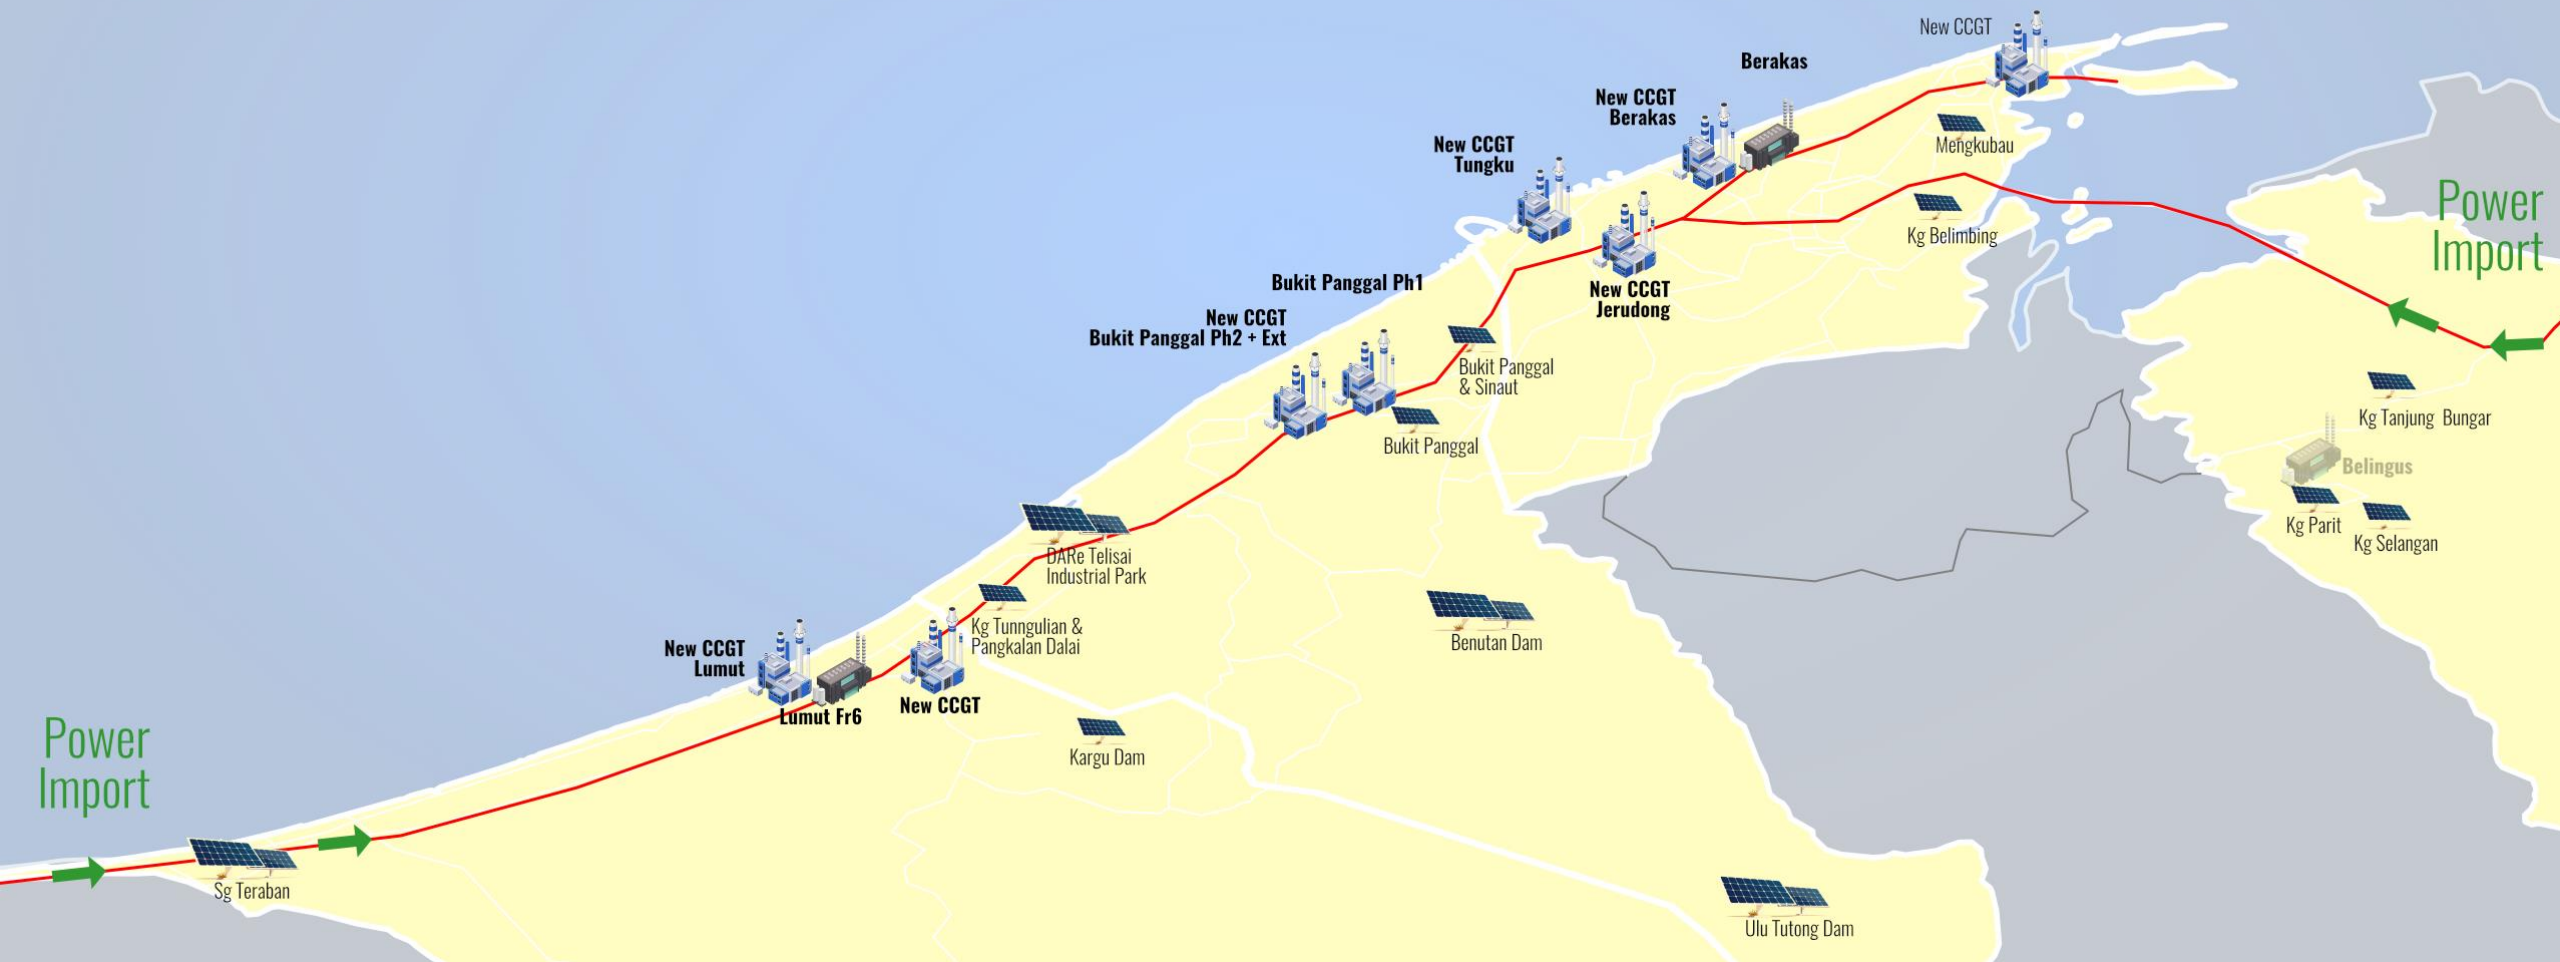 New CCGT
Berakas
New CCGT
Berakas
Mengkubau
New CCGT
Tungku
Power
Import
Kg Belimbing
Bukit Panggal Ph1
New CCGT
Jerudong
New CCGT
Bukit Panggal Ph2 + Ext
Bukit Panggal
& Sinaut
Kg Tanjung Bungar
Bukit Panggal
Belingus
Kg Parit
Kg Selangan
DARe Telisai
Industrial Park
Kg Tunngulian &
Pangkalan Dalai
Benutan Dam
New CCGT
Lumut
New CCGT
Lumut Fr6
Power
Import
Kargu Dam
Sg Teraban
Ulu Tutong Dam